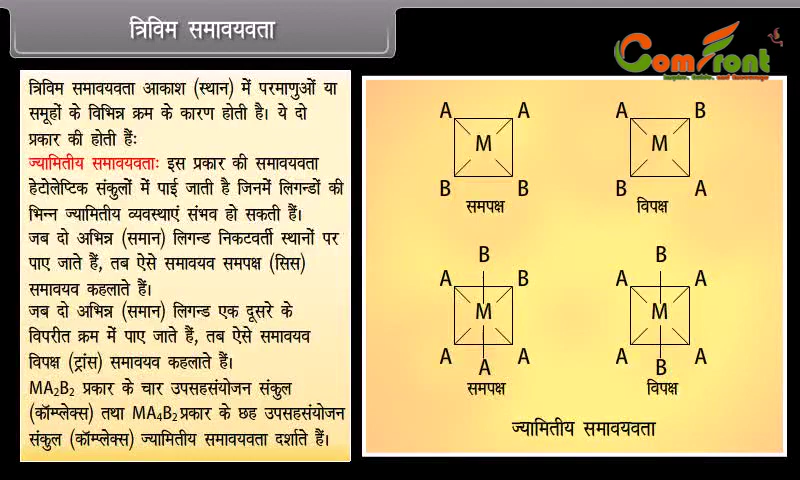 त्रिविम समावयवता
ComFront
त्रिविम समावयवता आकाश (स्थान) में परमाणुओं या
समूहों के विभिन्न क्रम के कारण होती है। ये दो
प्रकार की होती हैंः
ज्यामितीय समावयवताः इस प्रकार की समावयवता
हेटोलेप्टिक संकुलों में पाई जाती है जिनमें लिगन्डों की
भिन्न ज्यामितीय व्यवस्थाएं संभव हो सकती हैं।
जब दो अभिन्न (समान) लिगन्ड निकटवर्ती स्थानों पर
पाए जाते हैं, तब ऐसे समावयव समपक्ष (सिस)
समावयव कहलाते हैं।
जब दो अभिन्न (समान) लिगन्ड एक दूसरे के
विपरीत क्रम में पाए जाते हैं, तब ऐसे समावयव
विपक्ष (ट्रांस) समावयव कहलाते हैं।
MA₂B₂ प्रकार के चार उपसहसंयोजन संकुल
(कॉम्प्लेक्स) तथा MA₄B₂ प्रकार के छह उपसहसंयोजन
संकुल (कॉम्प्लेक्स) ज्यामितीय समावयवता दर्शाते हैं।
A A
M
B B
समपक्ष
A B
M
B A
विपक्ष
B
A B
M
A A A
समपक्ष
B
A A
M
A B A
विपक्ष
ज्यामितीय समावयवता